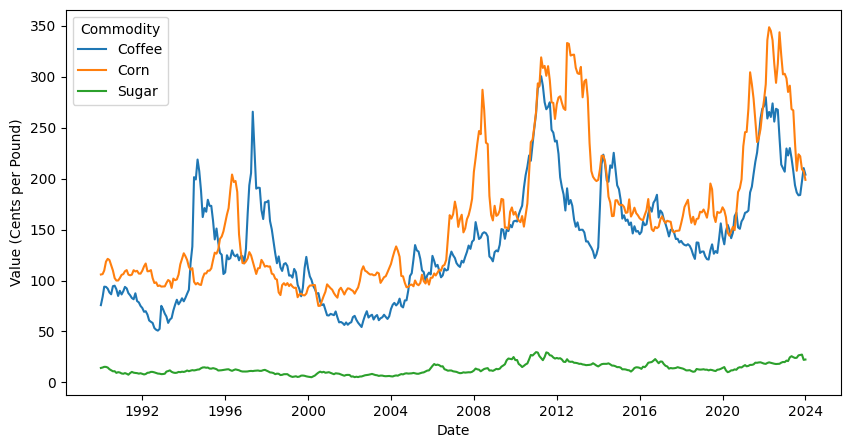 Commodity
Coffee
Corn
Sugar
Value (Cents per Pound)
350
300
250
200
150
100
50
0
1992 1996 2000 2004 2008 2012 2016 2020 2024
Date